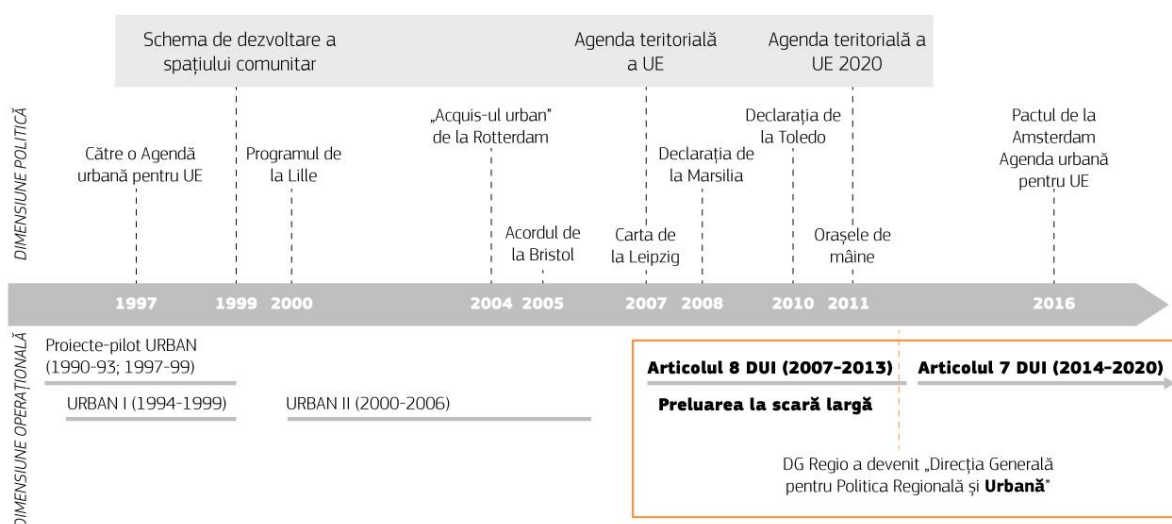 Schema de dezvoltare a
spațiului comunitar
Agenda teritorială
a UE
Agenda teritorială a
UE 2020
DIMENSIUNE POLITICĂ
Către o Agendă
urbană pentru UE
Programul de
la Lille
„Acquis-ul urban”
de la Rotterdam
Acordul de
la Bristol
Carta de
la Leipzig
Declarația de
la Marsilia
Declarația de
la Toledo
Orașele de
mâine
Pactul de la
Amsterdam
Agenda urbană
pentru UE
1997
1999
2000
2004
2005
2007
2008
2010
2011
2016
DIMENSIUNE OPERAȚIONALĂ
Proiecte-pilot URBAN
(1990-93; 1997-99)
URBAN I (1994-1999)
URBAN II (2000-2006)
Articolul 8 DUI (2007-2013)
Preluarea la scară largă
Articolul 7 DUI (2014-2020)
DG Regio a devenit „Direcția Generală
pentru Politica Regională și Urbană”